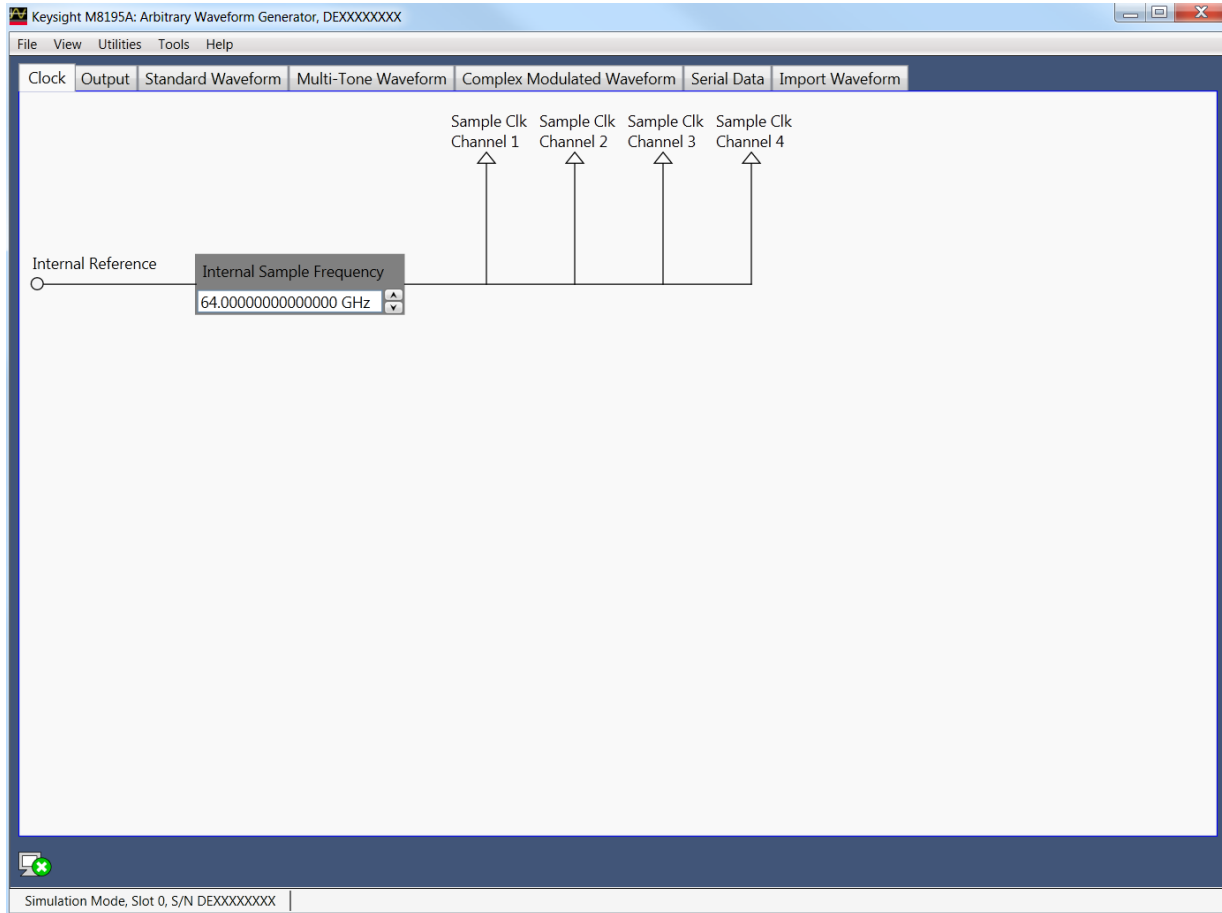 Keysight M8195A: Arbitrary Waveform Generator, DEXXXXXXXX
File View Utilities Tools Help
Clock Output Standard Waveform Multi-Tone Waveform Complex Modulated Waveform Serial Data Import Waveform
Sample Clk Sample Clk Sample Clk Sample Clk
Channel 1 Channel 2 Channel 3 Channel 4
Internal Reference
Internal Sample Frequency
64.00000000000000 GHz
Simulation Mode, Slot 0, S/N DEXXXXXXXX